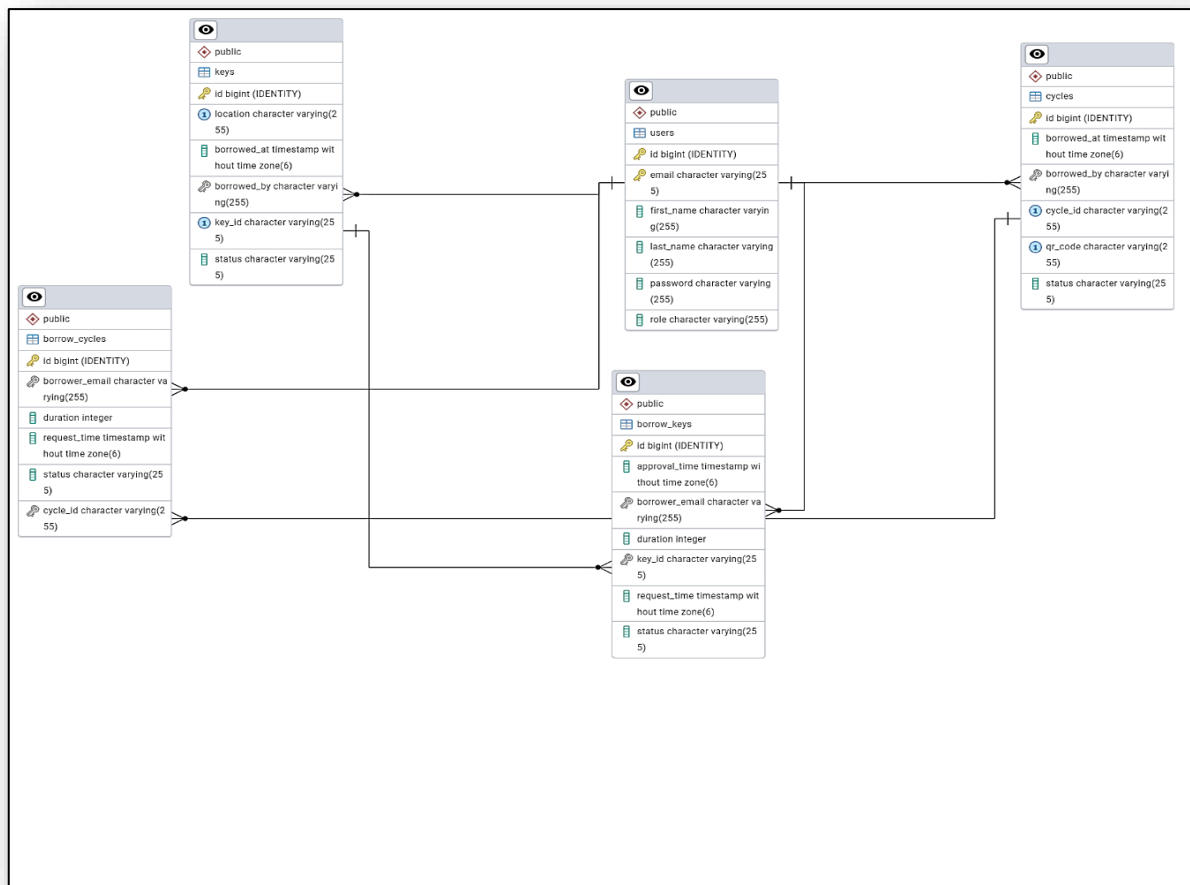 public
keys
id bigint (IDENTITY)
location character varying(2
55)
borrowed_at timestamp wit
hout time zone(6)
borrowed_by character varyi
ng(255)
key_id character varying(25
5)
status character varying(25
5)
public
users
id bigint (IDENTITY)
email character varying(25
5)
first_name character varyin
g(255)
last_name character varying
(255)
password character varying
(255)
role character varying(255)
public
cycles
id bigint (IDENTITY)
borrowed_at timestamp wit
hout time zone(6)
borrowed_by character varyi
ng(255)
cycle_id character varying(2
55)
qr_code character varying(2
55)
status character varying(25
5)
public
borrow_cycles
id bigint (IDENTITY)
borrower_email character va
rying(255)
duration integer
request_time timestamp wit
hout time zone(6)
status character varying(25
5)
cycle_id character varying(2
55)
public
borrow_keys
id bigint (IDENTITY)
approval_time timestamp wi
thout time zone(6)
borrower_email character va
rying(255)
duration integer
key_id character varying(25
5)
request_time timestamp wit
hout time zone(6)
status character varying(25
5)